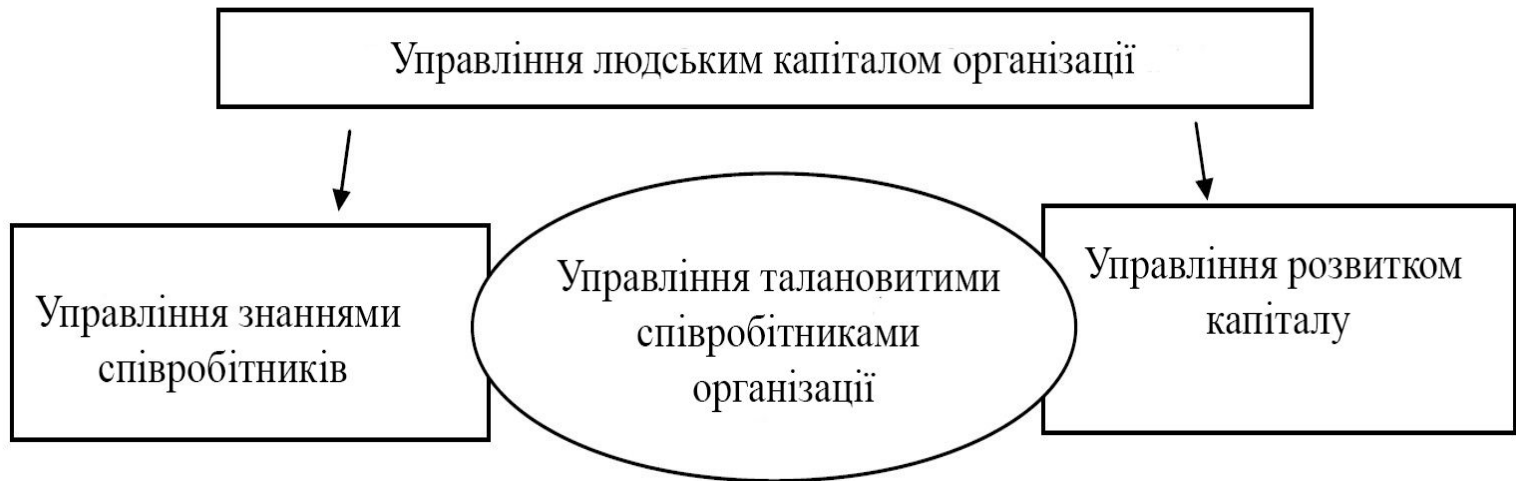 Управління людським капіталом організації
Управління знаннями
співробітників
Управління талановитими
співробітниками
організації
Управління розвитком
капіталу